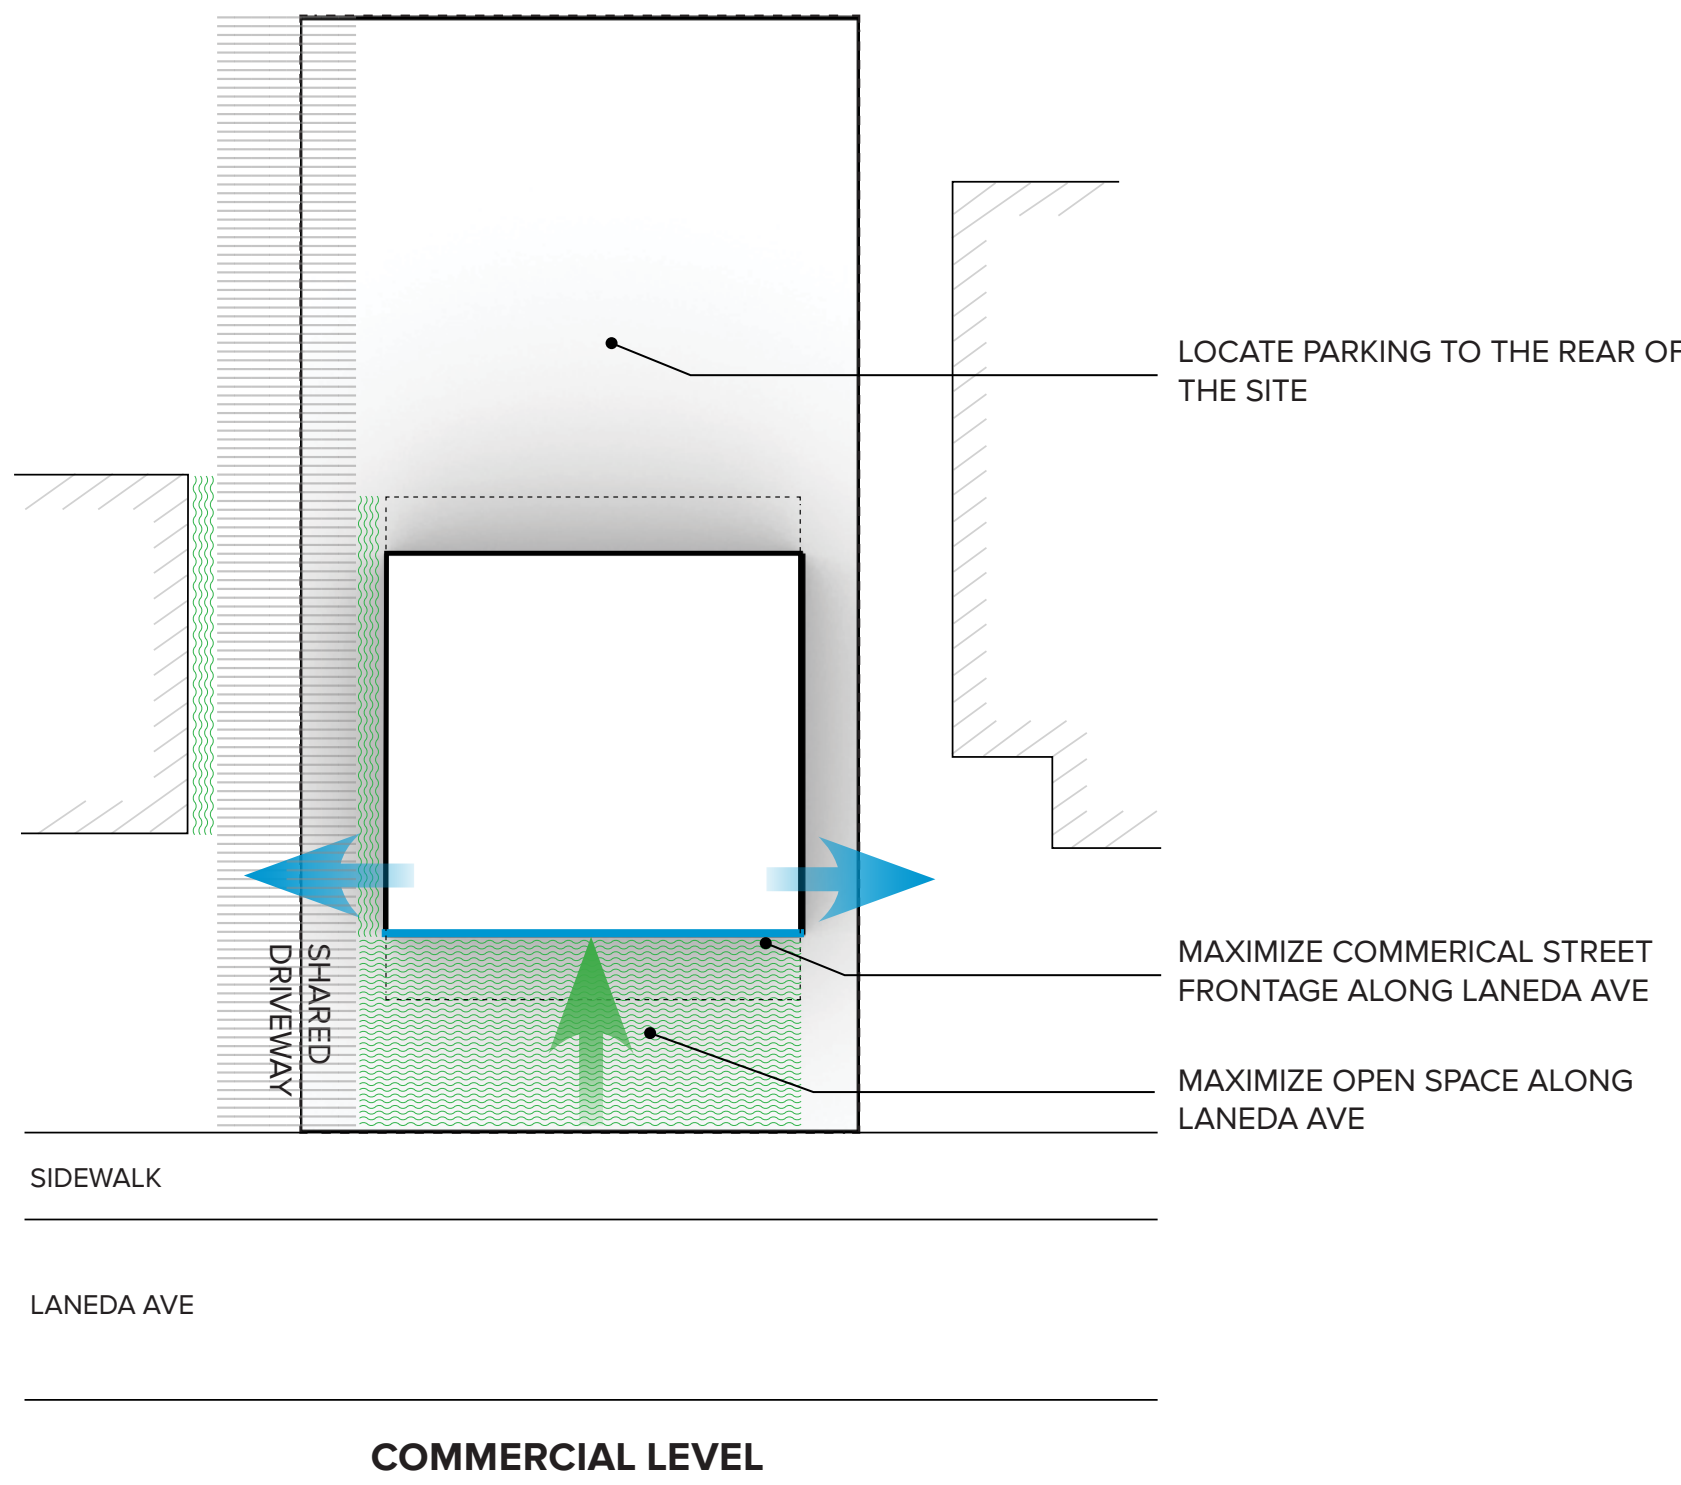 LOCATE PARKING TO THE REAR OF
THE SITE
SHARED
DRIVEWAY
MAXIMIZE COMMERICAL STREET
FRONTAGE ALONG LANEDA AVE
MAXIMIZE OPEN SPACE ALONG
LANEDA AVE
SIDEWALK
LANEDA AVE
COMMERCIAL LEVEL